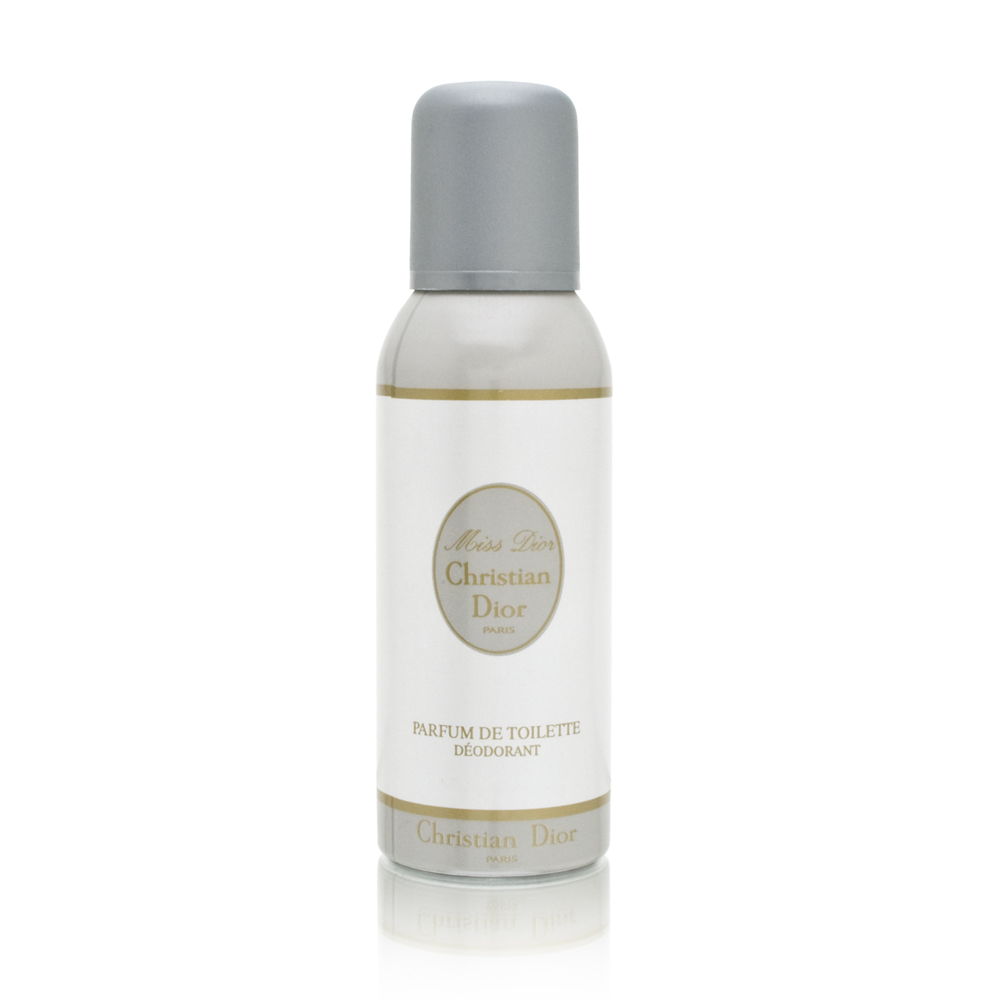 Miss Dior
Christian
Dior
PARIS
PARFUM DE TOILETTE
DÉODORANT
Christian Dior
PARIS